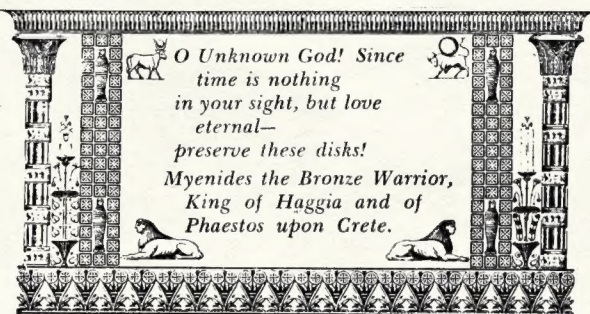 O Unknown God! Since
time is nothing
in your sight, but love
eternal—
preserve these disks!
Myenides the Bronze Warrior,
King of Haggia and of
Phaestos upon Crete.